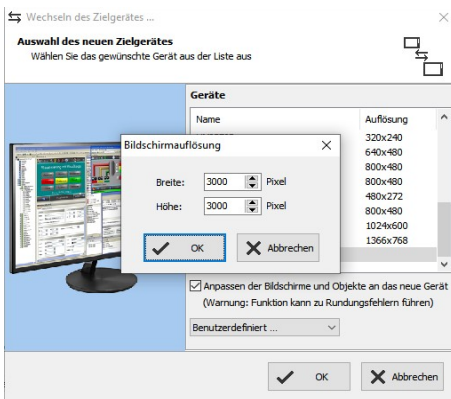 Wechseln des Zielgerätes ...
Auswahl des neuen Zielgerätes
Wählen Sie das gewünschte Gerät aus der Liste aus
Geräte
Name Auflösung
320x240
640x480
800x480
800x480
480x272
800x480
1024x600
1366x768
Bildschirmauflösung
Breite: 3000 Pixel
Höhe: 3000 Pixel
OK Abbrechen
Anpassen der Bildschirme und Objekte an das neue Gerät
(Warnung: Funktion kann zu Rundungsfehlern führen)
Benutzerdefiniert ...
OK Abbrechen